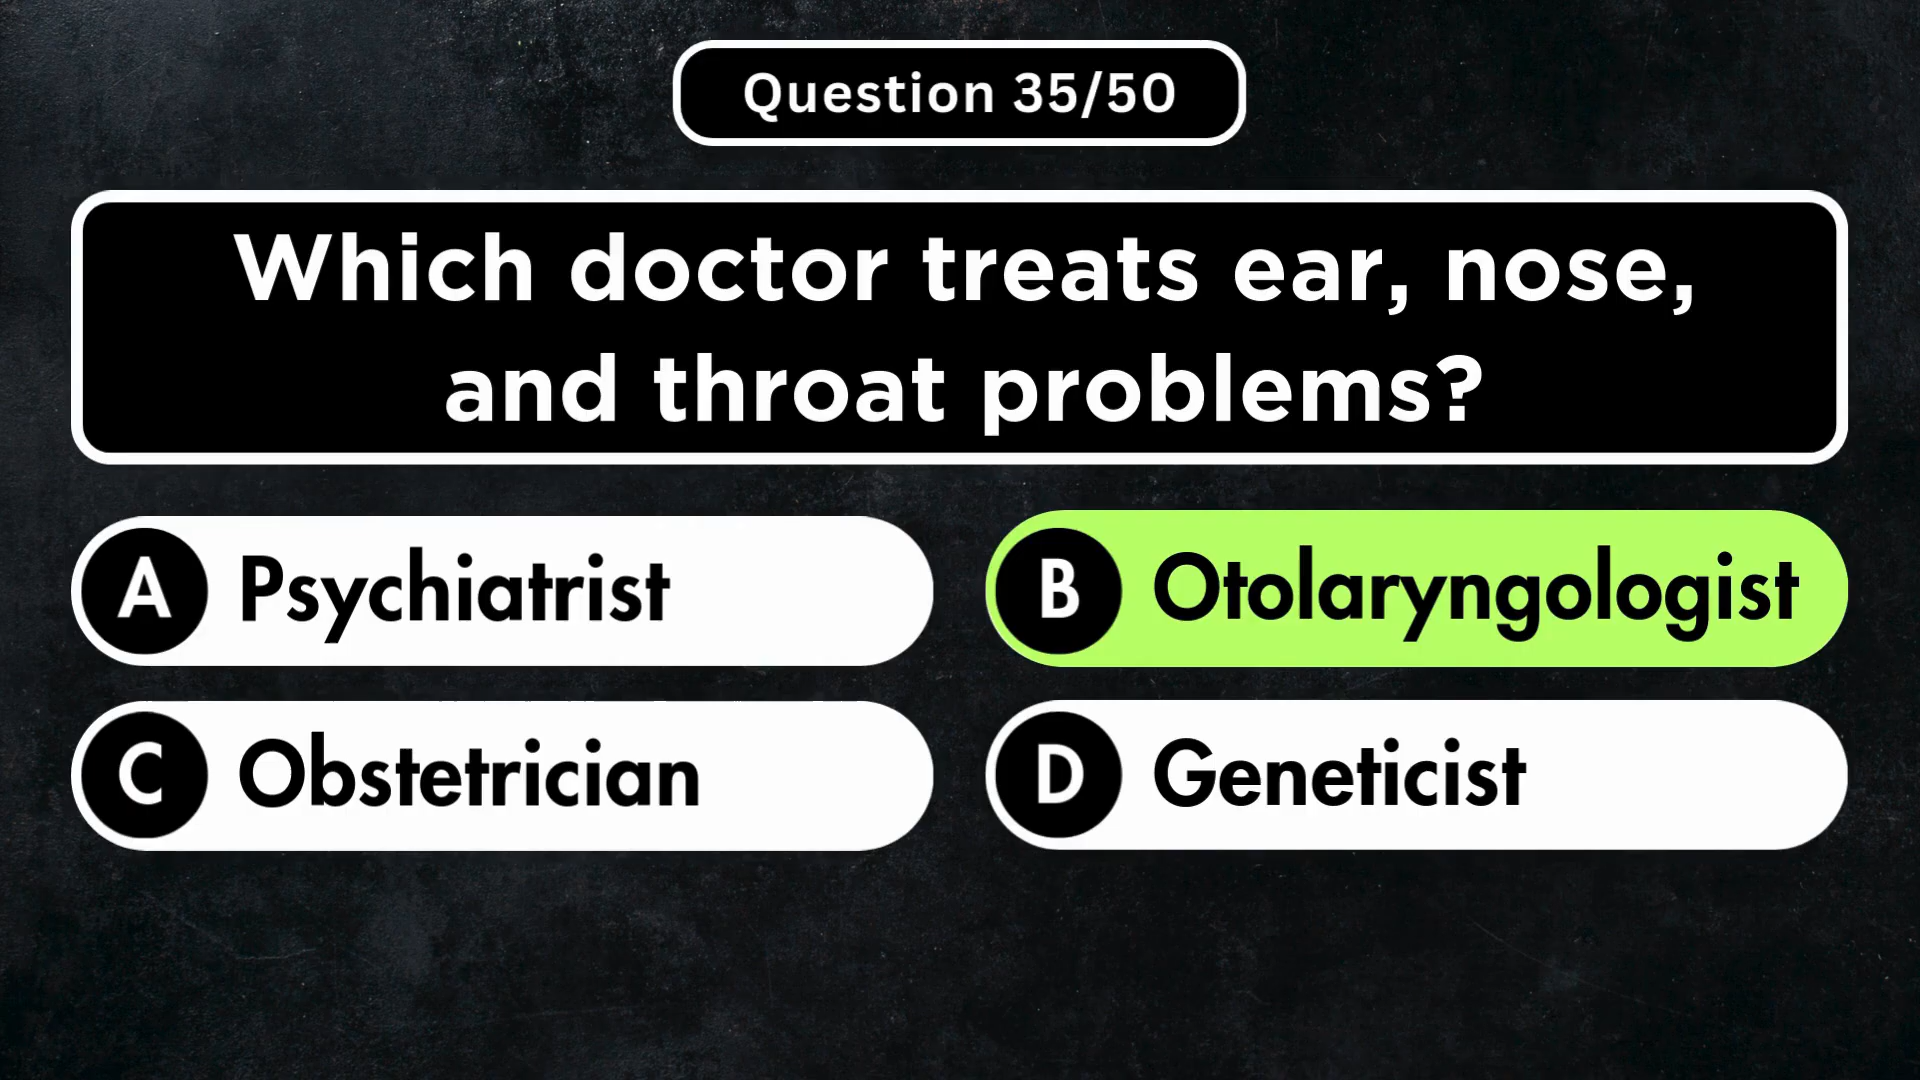 Question 35/50
Which doctor treats ear, nose,
and throat problems?
A Psychiatrist
B Otolaryngologist
C Obstetrician
D Geneticist